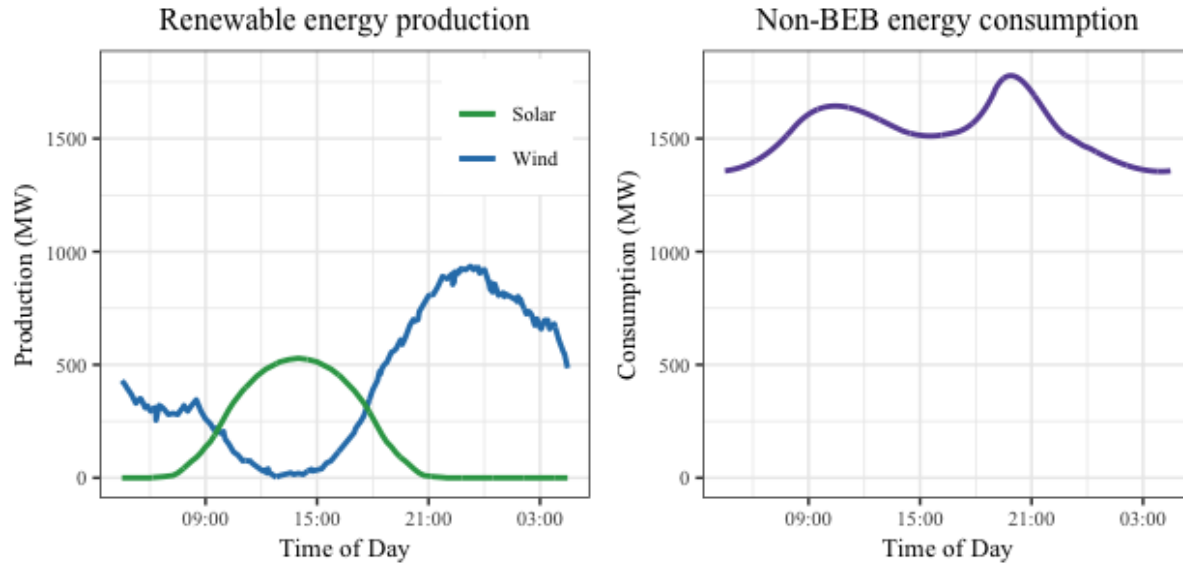 Renewable energy production
Production (MW)
1500
1000
500
0
Solar
Wind
09:00 15:00 21:00 03:00
Time of Day
Non-BEB energy consumption
Consumption (MW)
1500
1000
500
0
09:00 15:00 21:00 03:00
Time of Day